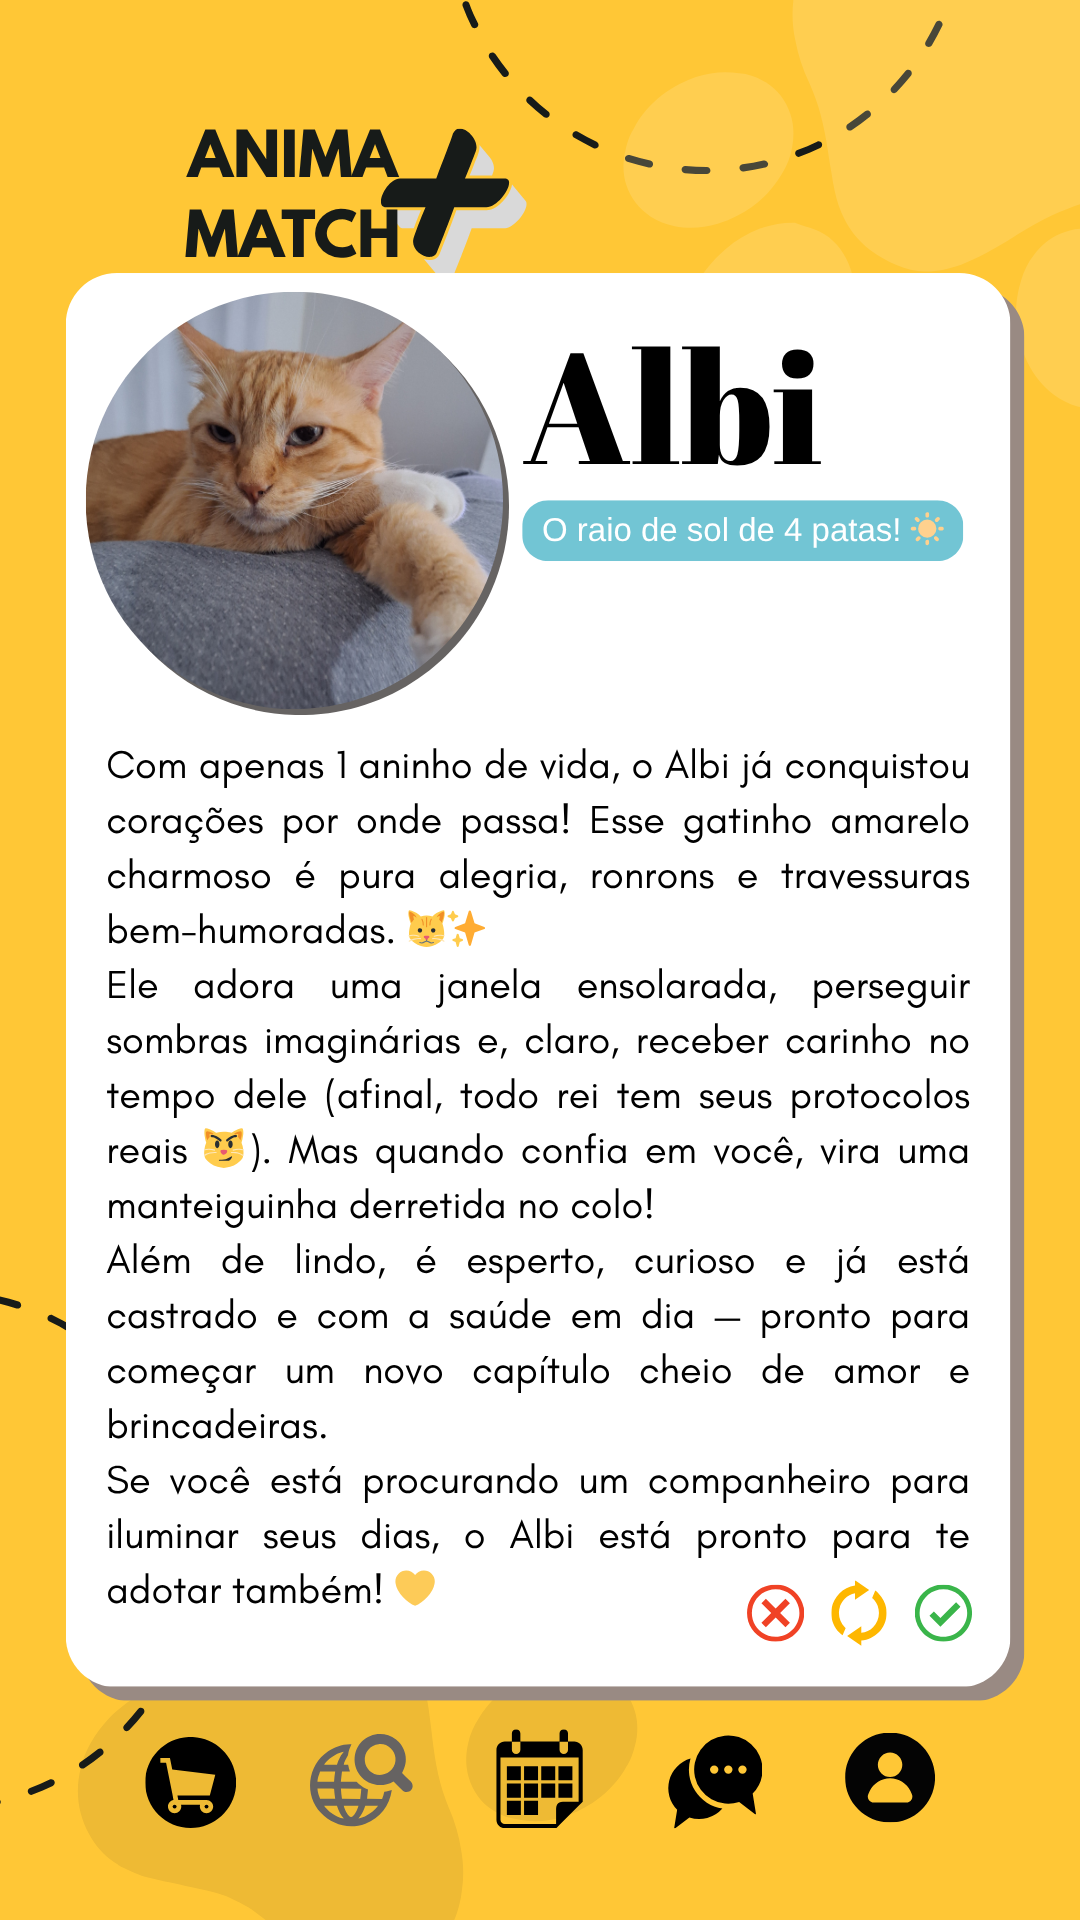 ANIMA
MATCH+
Albi
O raio de sol de 4 patas! ☀️
Com apenas 1 aninho de vida, o Albi já conquistou
corações por onde passa! Esse gatinho amarelo
charmoso é pura alegria, ronrons e travessuras
bem-humoradas. 🐱✨
Ele adora uma janela ensolarada, perseguir
sombras imaginárias e, claro, receber carinho no
tempo dele (afinal, todo rei tem seus protocolos
reais 😼). Mas quando confia em você, vira uma
manteiguinha derretida no colo!
Além de lindo, é esperto, curioso e já está
castrado e com a saúde em dia — pronto para
começar um novo capítulo cheio de amor e
brincadeiras.
Se você está procurando um companheiro para
iluminar seus dias, o Albi está pronto para te
adotar também! 💛